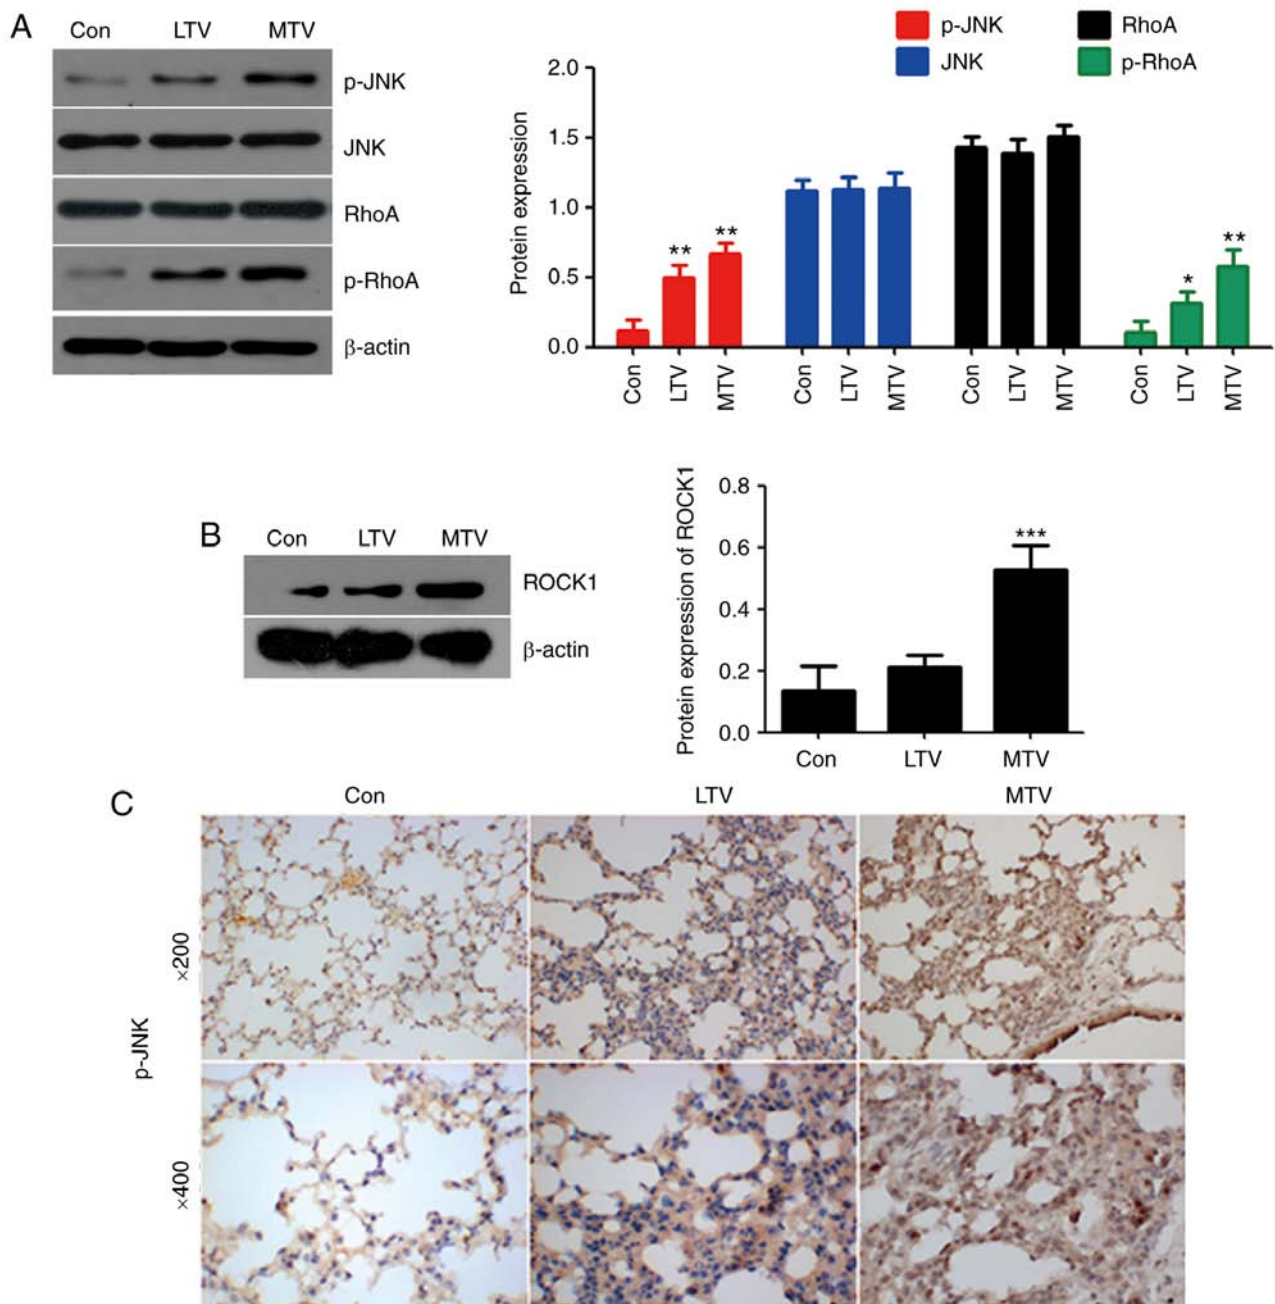 A
Con LTV MTV
p-JNK
JNK
RhoA
p-RhoA
β-actin
p-JNK
JNK
RhoA
p-RhoA
Protein expression
2.0
1.5
1.0
0.5
0.0
** ** * **
Con LTV MTV Con LTV MTV Con LTV MTV Con LTV MTV
B
Con LTV MTV
ROCK1
β-actin
Protein expression of ROCK1
0.8
0.6
0.4
0.2
0.0
***
Con LTV MTV
C
Con LTV MTV
p-JNK
×200
×400